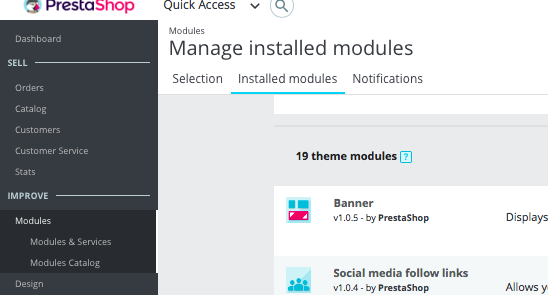 PrestaShop
Quick Access
Dashboard
SELL
Orders
Catalog
Customers
Customer Service
Stats
IMPROVE
Modules
Modules & Services
Modules Catalog
Design
Modules
Manage installed modules
Selection Installed modules Notifications
19 theme modules ?
Banner
v1.0.5 - by PrestaShop
Displays
Social media follow links
v1.0.4 - by PrestaShop
Allows y